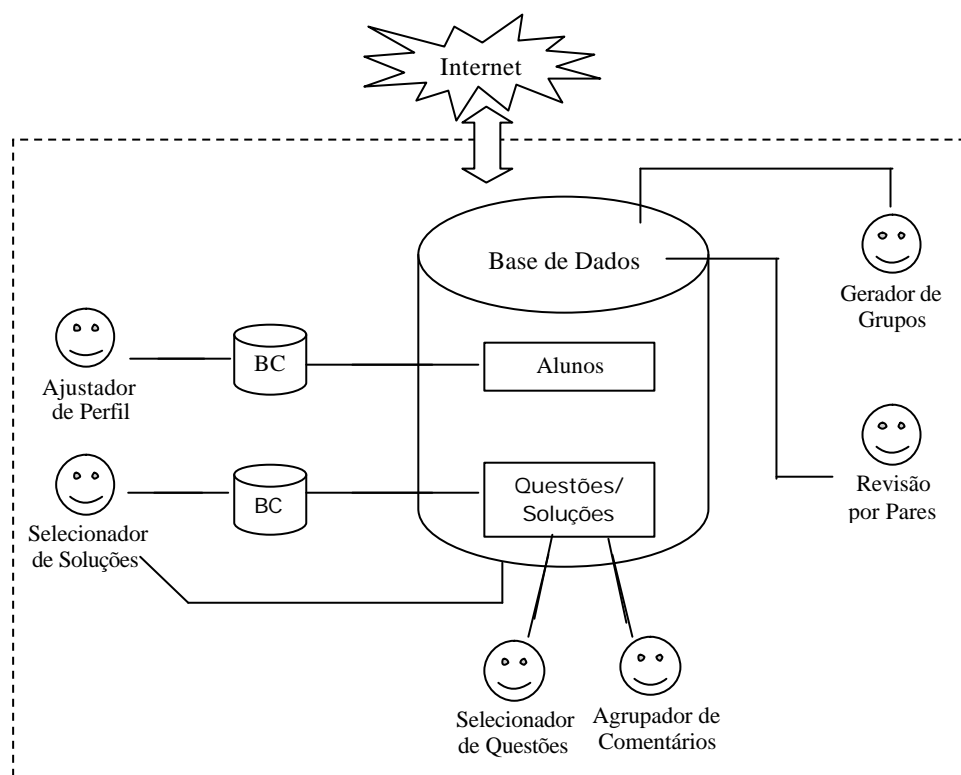 Internet
Base de Dados
Gerador de
Grupos
BC
Alunos
Ajustador
de Perfil
BC
Questões/
Soluções
Revisão
por Pares
Selecionador
de Soluções
Selecionador
de Questões
Agrupador de
Comentários